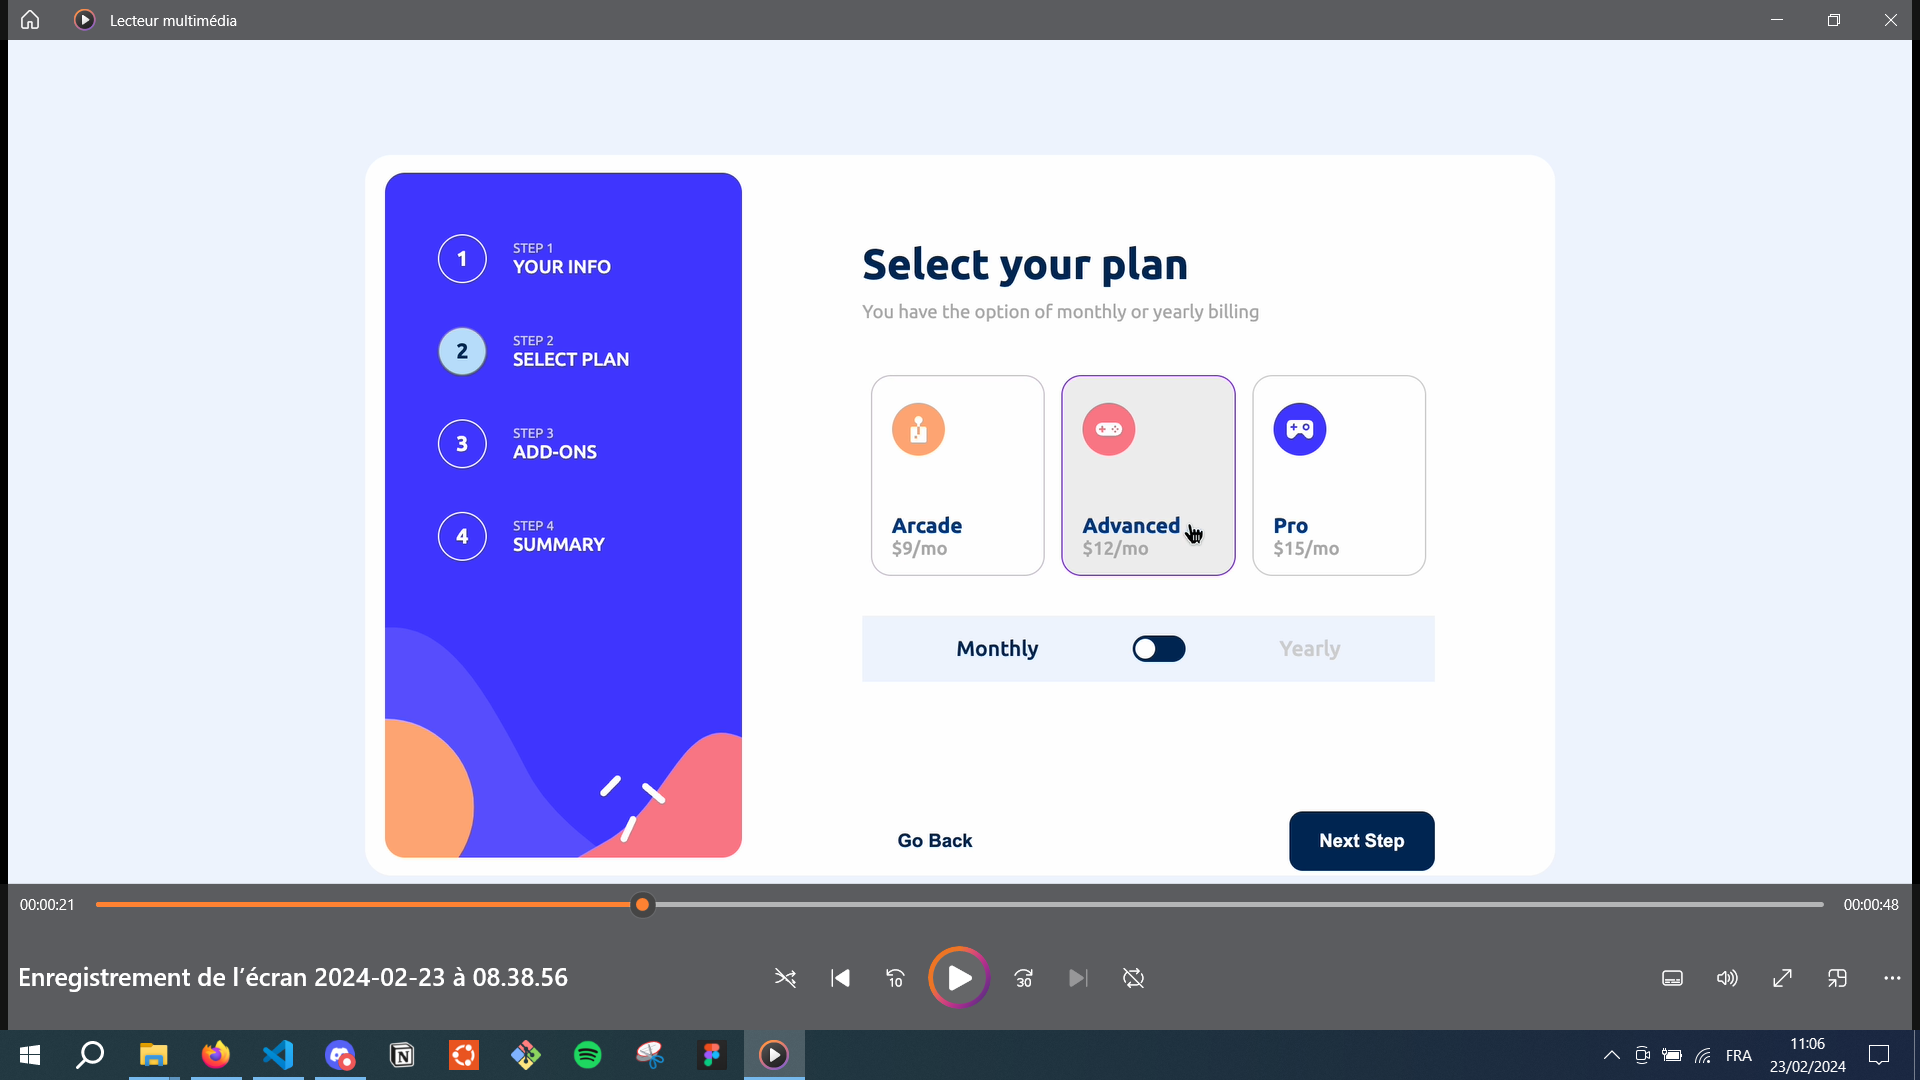 Lecteur multimédia
1
STEP 1
YOUR INFO
2
STEP 2
SELECT PLAN
3
STEP 3
ADD-ONS
4
STEP 4
SUMMARY
Select your plan
You have the option of monthly or yearly billing
Arcade
$9/mo
Advanced
$12/mo
Pro
$15/mo
Monthly
Yearly
Go Back
Next Step
00:00:21
00:00:48
Enregistrement de l’écran 2024-02-23 à 08.38.56
10
30
FRA
11:06
23/02/2024